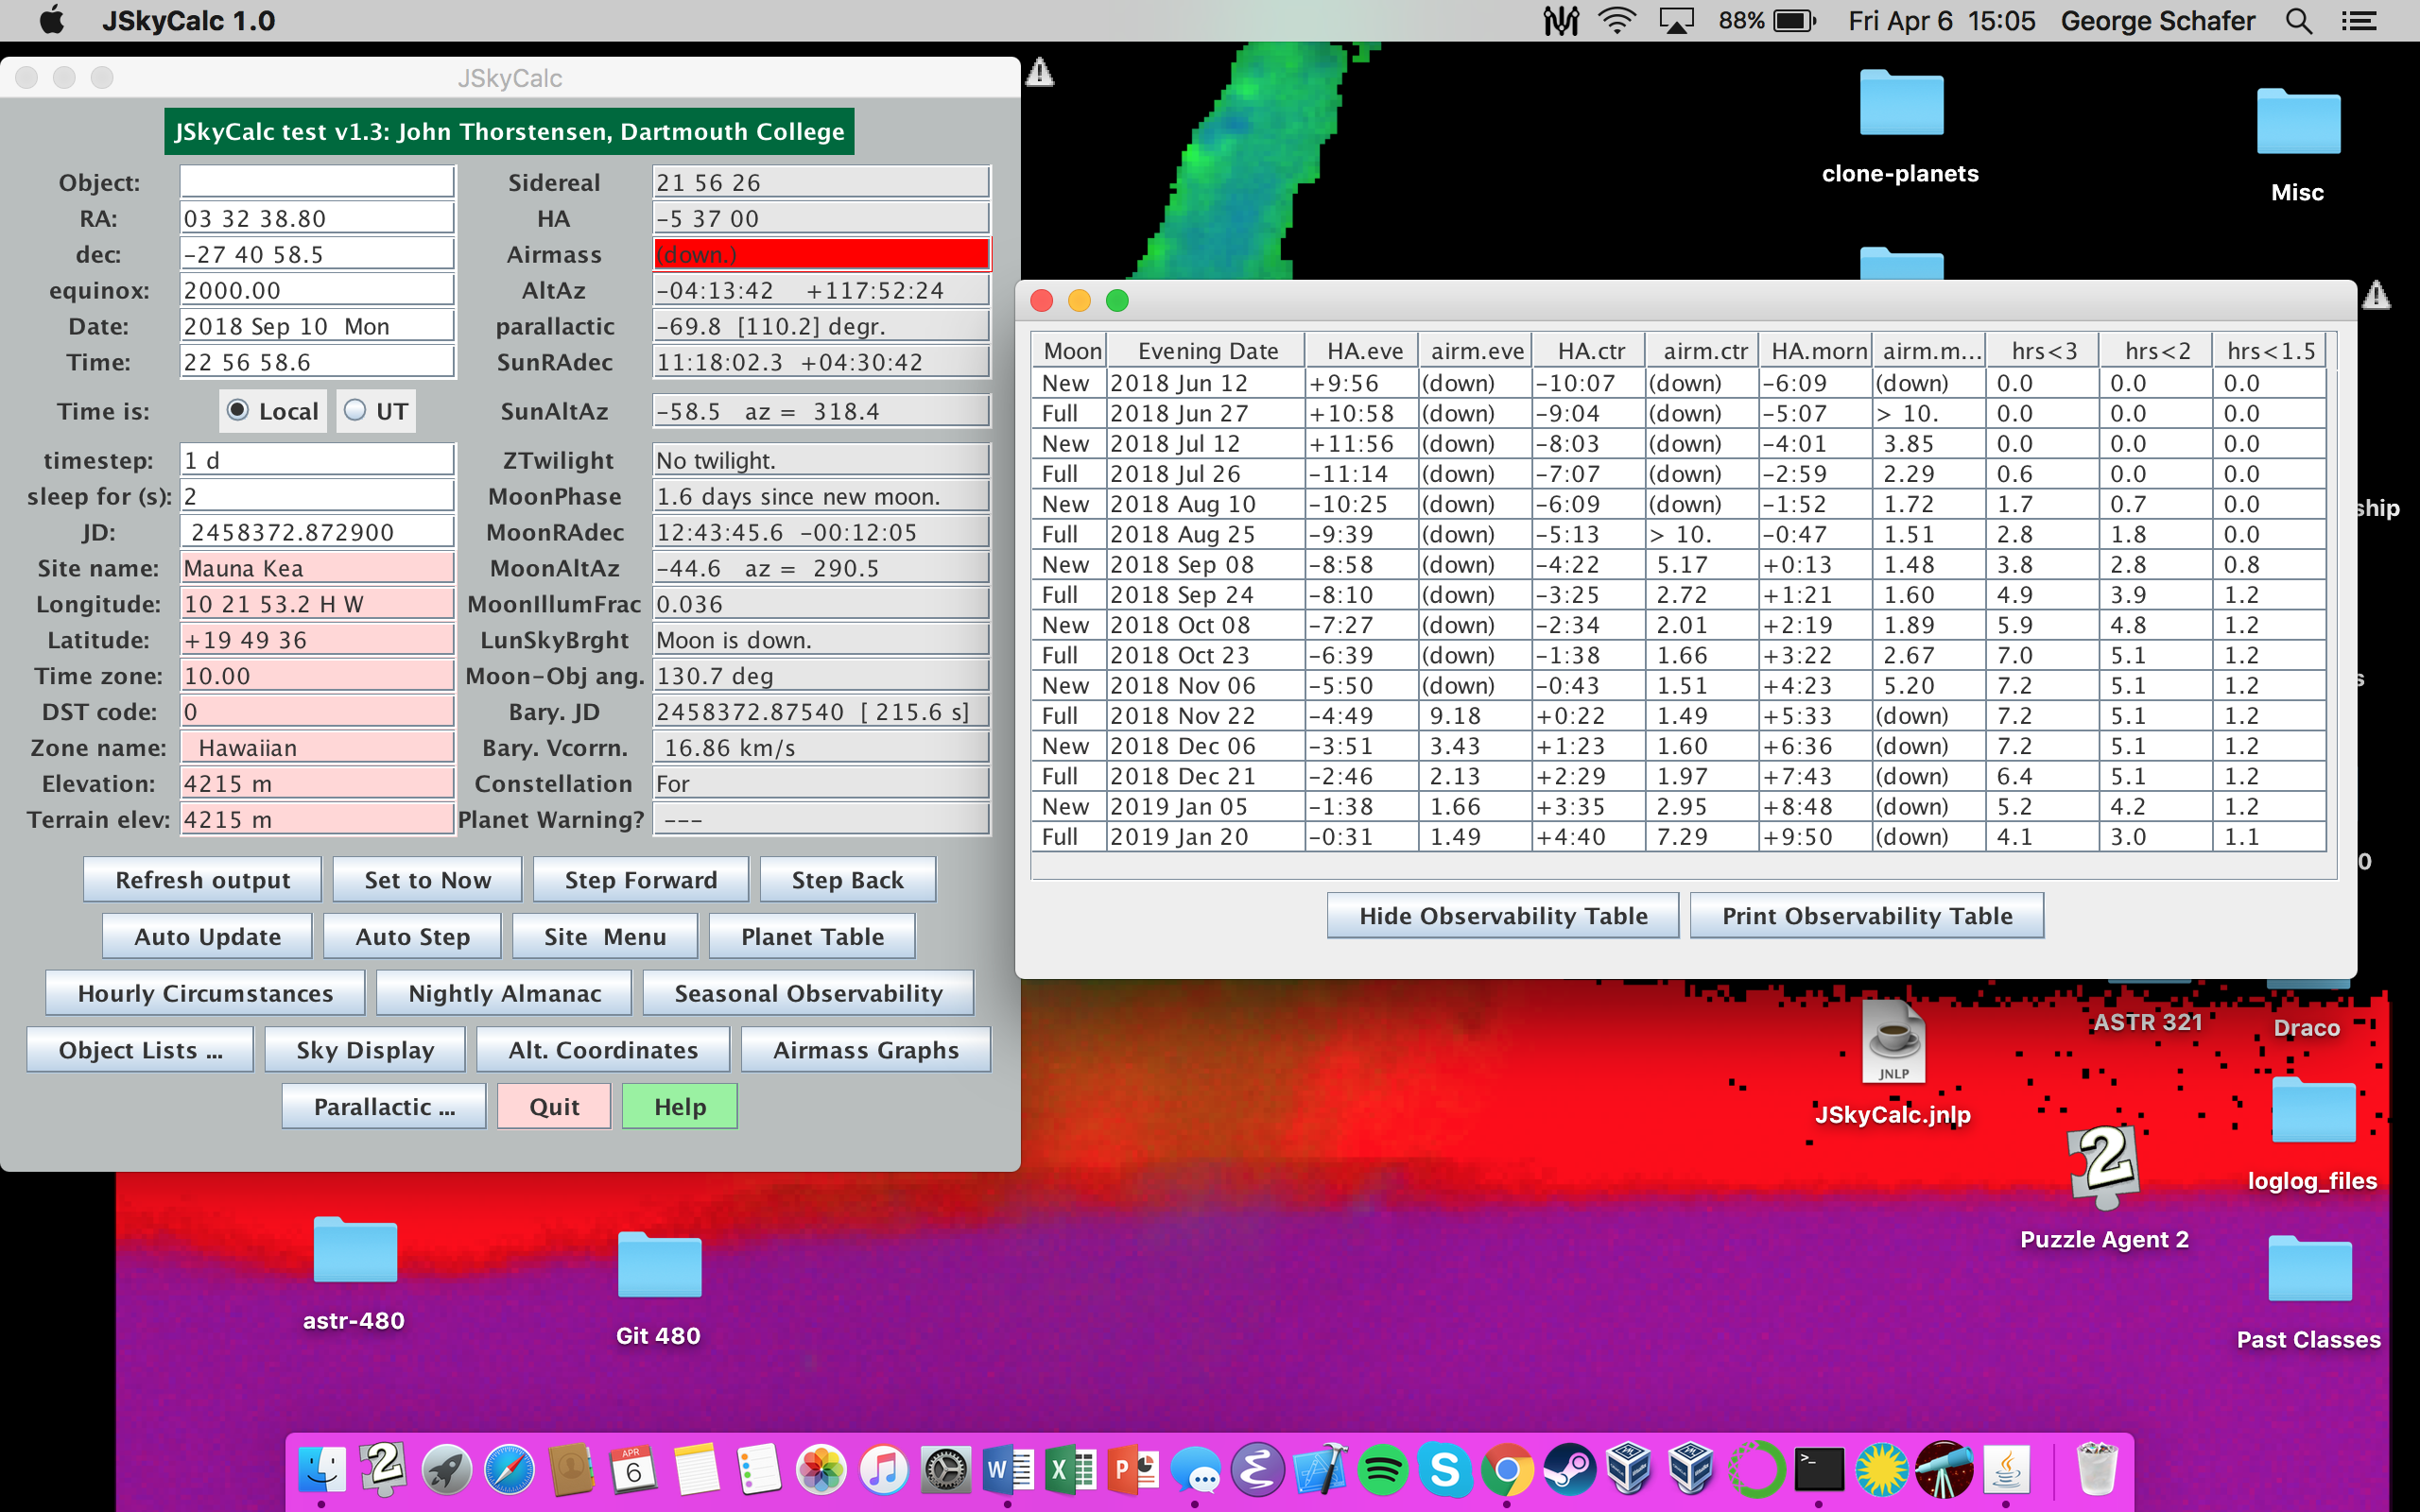 JSkyCalc 1.0
88%
Fri Apr 6 15:05
George Schafer
JSkyCalc
JSkyCalc test v1.3: John Thorstensen, Dartmouth College
Object:
Sidereal 21 56 26
RA: 03 32 38.80
HA -5 37 00
dec: -27 40 58.5
Airmass (down.)
equinox: 2000.00
AltAz -04:13:42 +117:52:24
Date: 2018 Sep 10 Mon
parallactic -69.8 [110.2] degr.
Time: 22 56 58.6
SunRAdec 11:18:02.3 +04:30:42
Time is: Local UT
SunAltAz -58.5 az = 318.4
timestep: 1 d
ZTwilight No twilight.
sleep for (s): 2
MoonPhase 1.6 days since new moon.
JD: 2458372.872900
MoonRAdec 12:43:45.6 -00:12:05
Site name: Mauna Kea
MoonAltAz -44.6 az = 290.5
Longitude: 10 21 53.2 H W
MoonIllumFrac 0.036
Latitude: +19 49 36
LunSkyBrght Moon is down.
Time zone: 10.00
Moon-Obj ang. 130.7 deg
DST code: 0
Bary. JD 2458372.87540 [ 215.6 s]
Zone name: Hawaiian
Bary. Vcorrn. 16.86 km/s
Elevation: 4215 m
Constellation For
Terrain elev: 4215 m
Planet Warning? ---
Refresh output Set to Now Step Forward Step Back
Auto Update Auto Step Site Menu Planet Table
Hourly Circumstances Nightly Almanac Seasonal Observability
Object Lists ... Sky Display Alt. Coordinates Airmass Graphs
Parallactic ... Quit Help
Moon Evening Date HA.eve airm.eve HA.ctr airm.ctr HA.morn airm.m... hrs<3 hrs<2 hrs<1.5
New 2018 Jun 12 +9:56 (down) -10:07 (down) -6:09 (down) 0.0 0.0 0.0
Full 2018 Jun 27 +10:58 (down) -9:04 (down) -5:07 > 10. 0.0 0.0 0.0
New 2018 Jul 12 +11:56 (down) -8:03 (down) -4:01 3.85 0.0 0.0 0.0
Full 2018 Jul 26 -11:14 (down) -7:07 (down) -2:59 2.29 0.6 0.0 0.0
New 2018 Aug 10 -10:25 (down) -6:09 (down) -1:52 1.72 1.7 0.7 0.0
Full 2018 Aug 25 -9:39 (down) -5:13 > 10. -0:47 1.51 2.8 1.8 0.0
New 2018 Sep 08 -8:58 (down) -4:22 5.17 +0:13 1.48 3.8 2.8 0.8
Full 2018 Sep 24 -8:10 (down) -3:25 2.72 +1:21 1.60 4.9 3.9 1.2
New 2018 Oct 08 -7:27 (down) -2:34 2.01 +2:19 1.89 5.9 4.8 1.2
Full 2018 Oct 23 -6:39 (down) -1:38 1.66 +3:22 2.67 7.0 5.1 1.2
New 2018 Nov 06 -5:50 (down) -0:43 1.51 +4:23 5.20 7.2 5.1 1.2
Full 2018 Nov 22 -4:49 9.18 +0:22 1.49 +5:33 (down) 7.2 5.1 1.2
New 2018 Dec 06 -3:51 3.43 +1:23 1.60 +6:36 (down) 7.2 5.1 1.2
Full 2018 Dec 21 -2:46 2.13 +2:29 1.97 +7:43 (down) 6.4 5.1 1.2
New 2019 Jan 05 -1:38 1.66 +3:35 2.95 +8:48 (down) 5.2 4.2 1.2
Full 2019 Jan 20 -0:31 1.49 +4:40 7.29 +9:50 (down) 4.1 3.0 1.1
Hide Observability Table Print Observability Table
clone-planets
Misc
ship
s
0
ASTR 321
Draco
JNLP
JSkyCalc.jnlp
loglog_files
2
Puzzle Agent 2
Past Classes
astr-480
Git 480
2
APR
6
W
X
P
S
>_